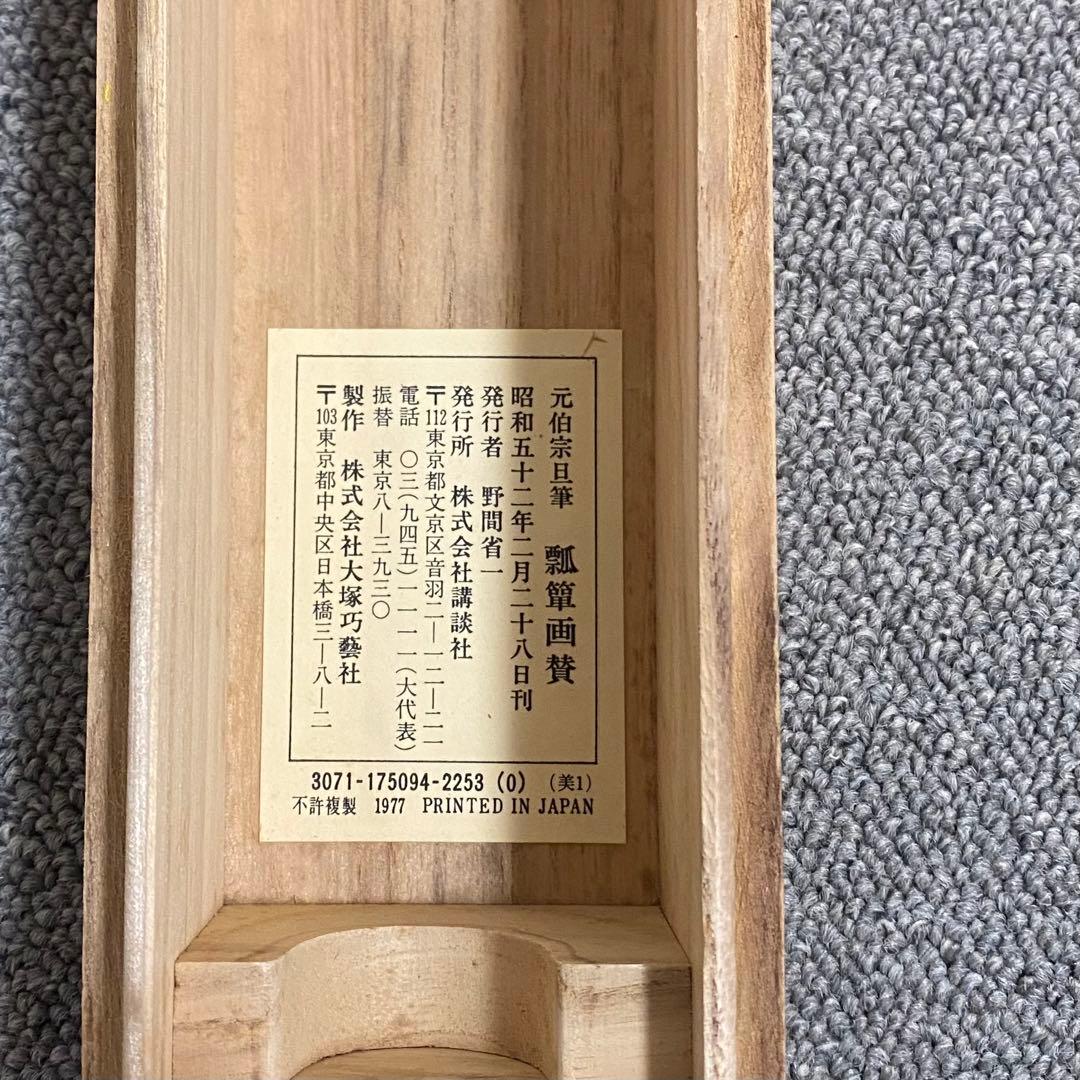 元伯宗旦筆 瓢箪画賛
昭和五十二年二月二十八日刊
発行者 野間省一
発行所 株式会社講談社
〒112東京都文京区音羽二―一二―二一
電話 〇三(九四五)一一一一(大代表)
振替 東京八―三九三〇
製作 株式会社大塚巧藝社
〒103東京都中央区日本橋三―八―二
3071-175094-2253 (0) (美1)
不許複製 1977 PRINTED IN JAPAN